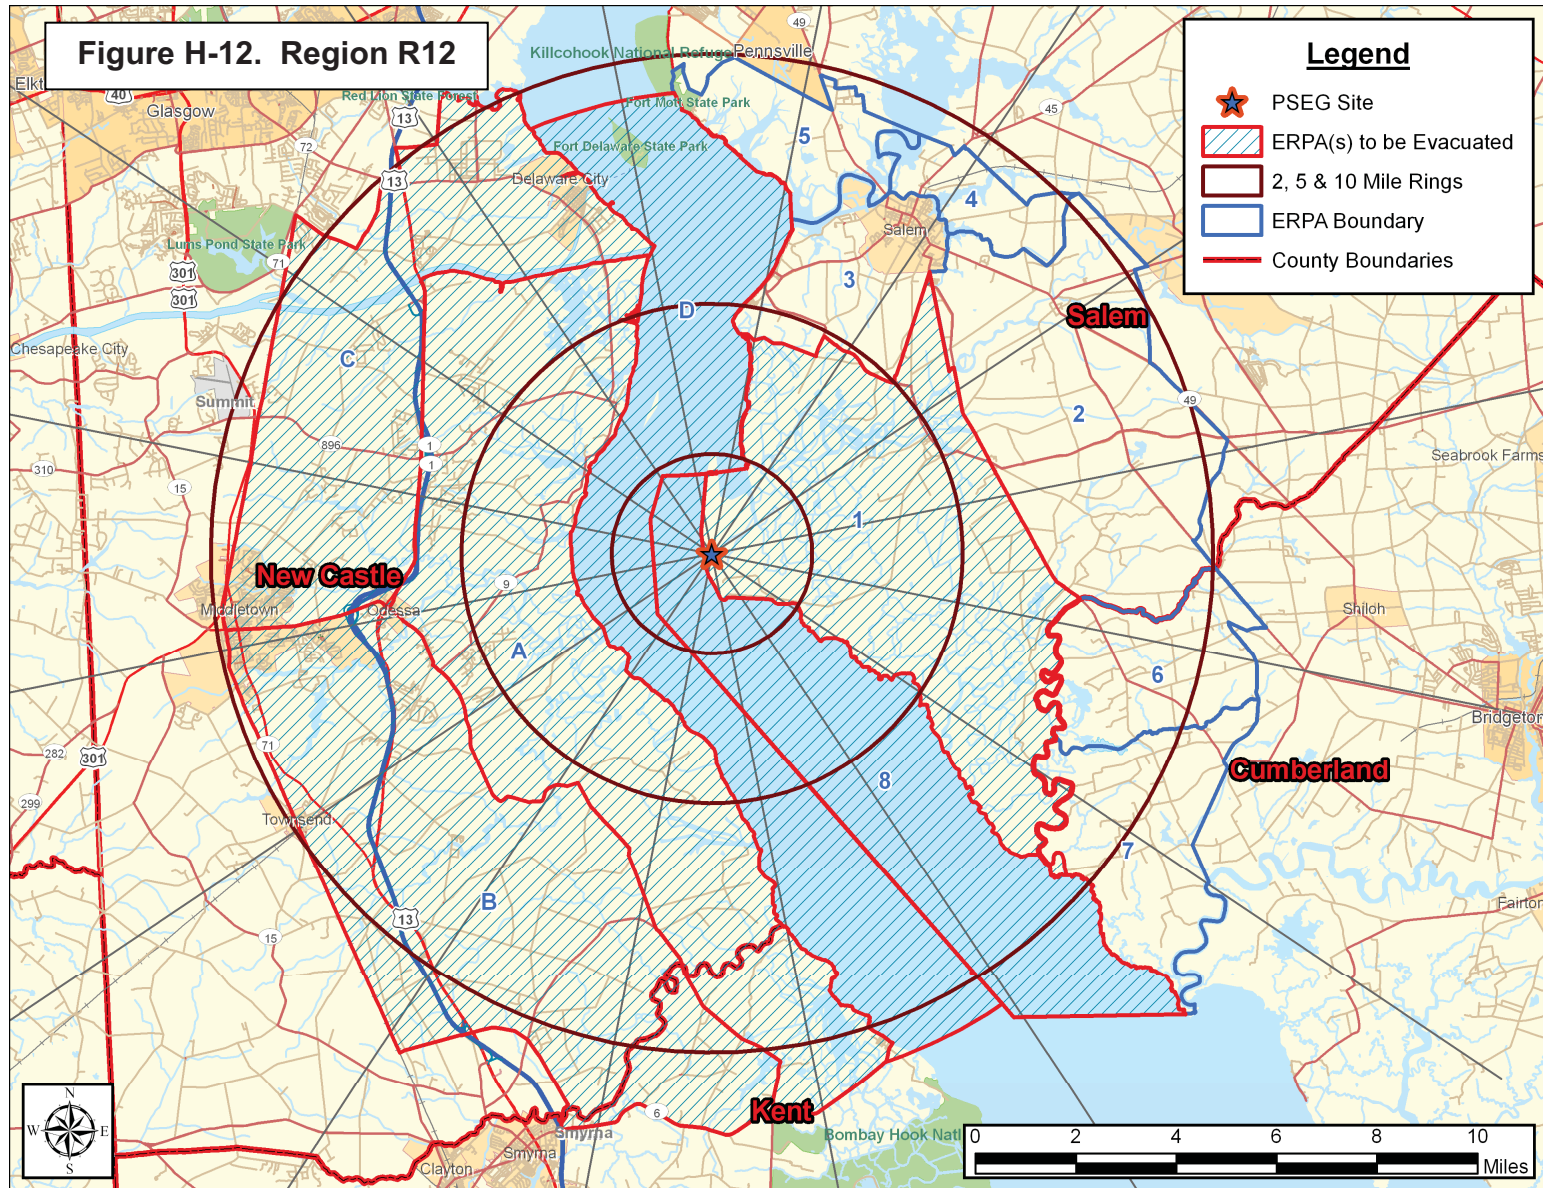 Figure H-12. Region R12
Legend
PSEG Site
ERPA(s) to be Evacuated
2, 5 & 10 Mile Rings
ERPA Boundary
County Boundaries
Killcohook National Refuge
Pennsville
49
Elkt
40
Glasgow
Red Lion State Forest
13
Fort Mott State Park
45
5
72
Fort Delaware State Park
13
Delaware City
4
Salem
Lums Pond State Park
71
301
301
3
D
Salem
Chesapeake City
C
Summit
49
2
896
1
1
310
15
Seabrook Farms
1
New Castle
9
Middletown
Odessa
Shiloh
A
6
Bridgeton
71
282
301
8
Cumberland
299
Townsend
7
B
13
Fairton
15
Kent
6
Smyrna
Smyrna
Clayton
Bombay Hook Nati
N
W
E
S
0
2
4
6
8
10
Miles